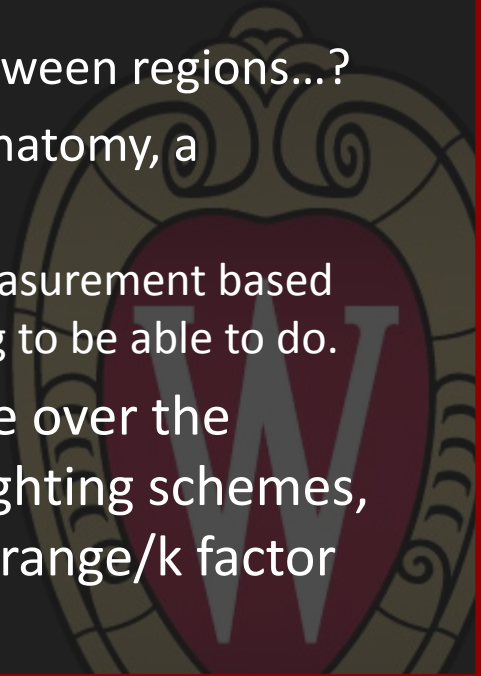 ween regions...?
natomy, a
asurement based
g to be able to do.
e over the
ghting schemes,
range/k factor
W